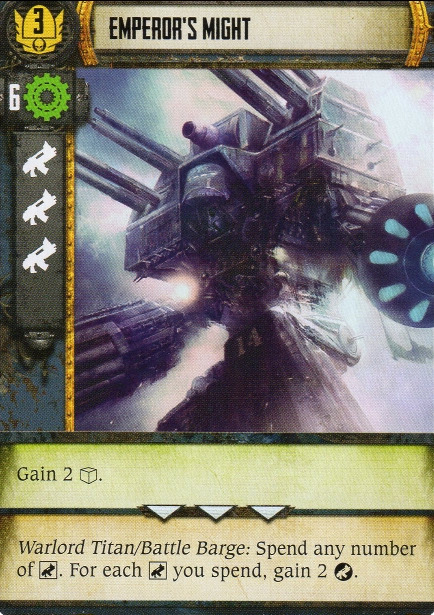 3
EMPEROR'S MIGHT
6
14
Gain 2 .
Warlord Titan/Battle Barge: Spend any number
of . For each you spend, gain 2 .